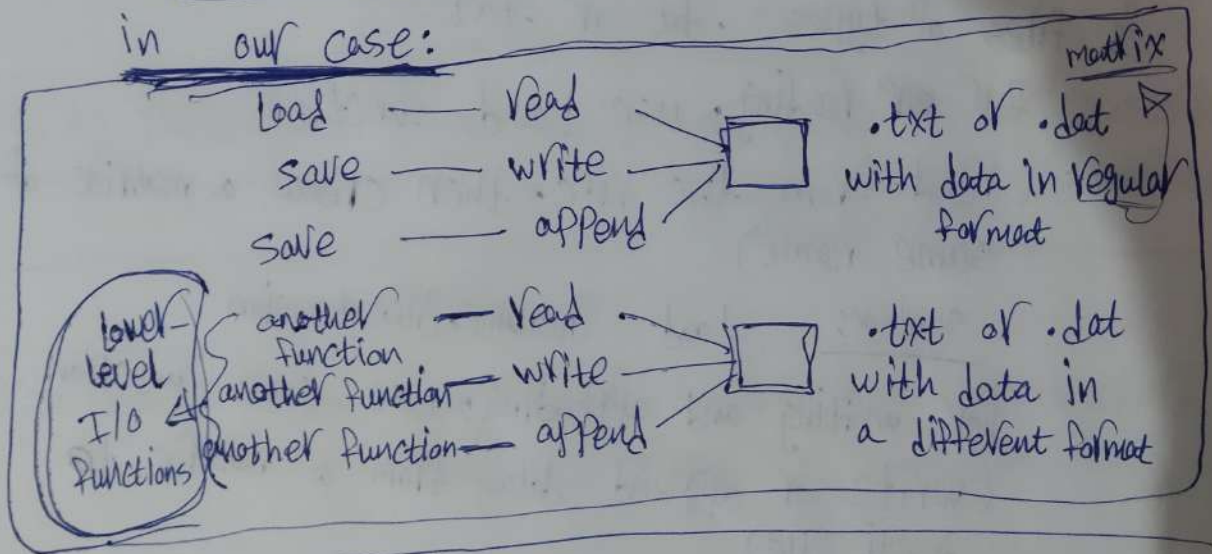 in our case:
matrix
Load — read
.txt or .dat
save — write
with data in regular
format
save — append
lower-level I/O functions
another function — read
.txt or .dat
another function — write
with data in
another function — append
a different format